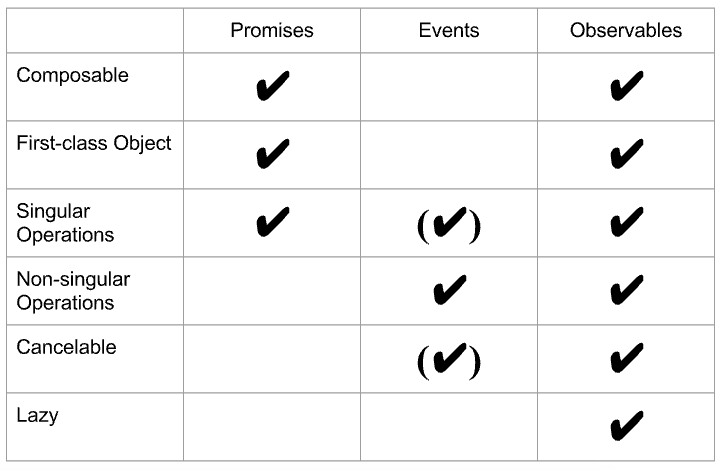 Promises Events Observables
Composable ✔ ✔
First-class Object ✔ ✔
Singular
Operations ✔ (✔) ✔
Non-singular
Operations ✔ ✔
Cancelable (✔) ✔
Lazy ✔